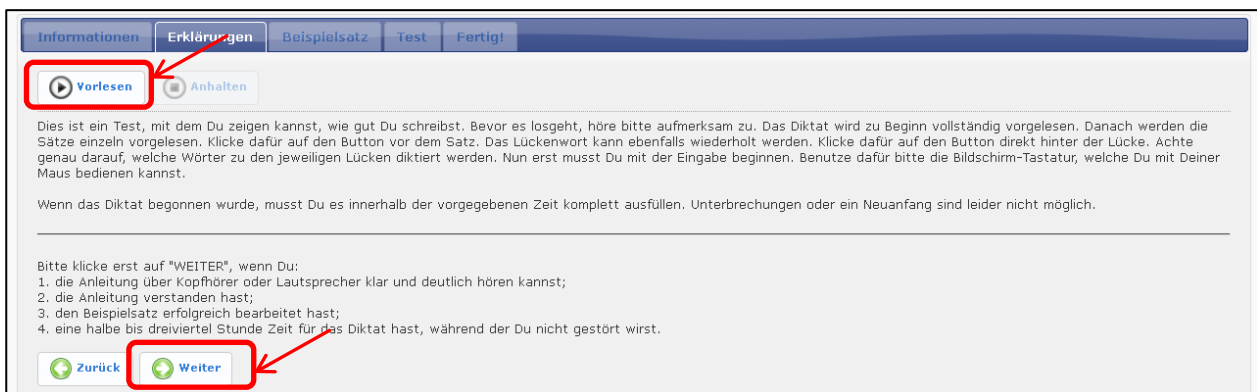 Informationen Erklärungen Beispielsatz Test Fertig!
Vorlesen Anhalten
Dies ist ein Test, mit dem Du zeigen kannst, wie gut Du schreibst. Bevor es losgeht, höre bitte aufmerksam zu. Das Diktat wird zu Beginn vollständig vorgelesen. Danach werden die
Sätze einzeln vorgelesen. Klicke dafür auf den Button vor dem Satz. Das Lückenwort kann ebenfalls wiederholt werden. Klicke dafür auf den Button direkt hinter der Lücke. Achte
genau darauf, welche Wörter zu den jeweiligen Lücken diktiert werden. Nun erst musst Du mit der Eingabe beginnen. Benutze dafür bitte die Bildschirm-Tastatur, welche Du mit Deiner
Maus bedienen kannst.
Wenn das Diktat begonnen wurde, musst Du es innerhalb der vorgegebenen Zeit komplett ausfüllen. Unterbrechungen oder ein Neuanfang sind leider nicht möglich.
Bitte klicke erst auf "WEITER", wenn Du:
1. die Anleitung über Kopfhörer oder Lautsprecher klar und deutlich hören kannst;
2. die Anleitung verstanden hast;
3. den Beispielsatz erfolgreich bearbeitet hast;
4. eine halbe bis dreiviertel Stunde Zeit für das Diktat hast, während der Du nicht gestört wirst.
Zurück Weiter